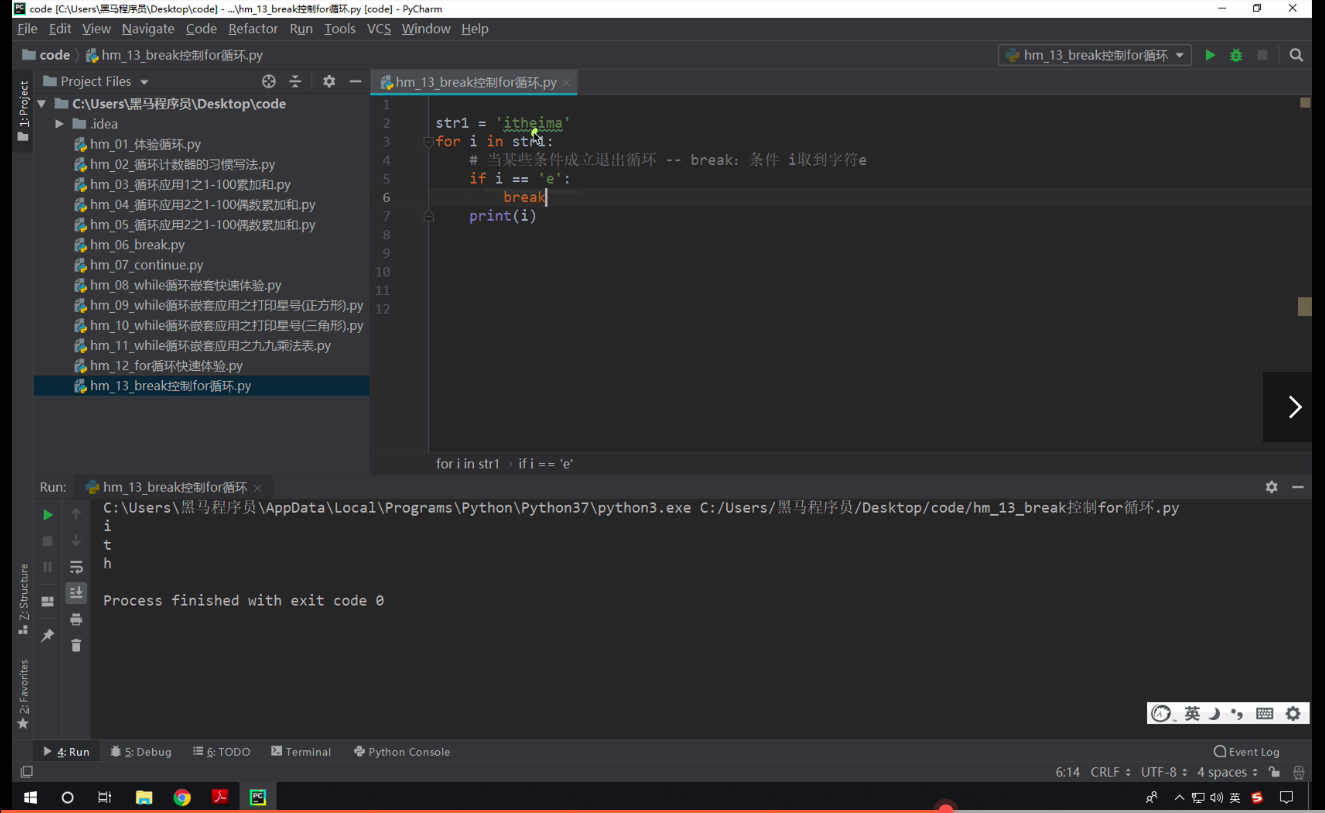 code [C:\Users\黑马程序员\Desktop\code] - ...\hm_13_break控制for循环.py [code] - PyCharm
File Edit View Navigate Code Refactor Run Tools VCS Window Help
code hm_13_break控制for循环.py
hm_13_break控制for循环
1: Project
Project Files
C:\Users\黑马程序员\Desktop\code
.idea
hm_01_体验循环.py
hm_02_循环计数器的习惯写法.py
hm_03_循环应用1之1-100累加和.py
hm_04_循环应用2之1-100偶数累加和.py
hm_05_循环应用2之1-100偶数累加和.py
hm_06_break.py
hm_07_continue.py
hm_08_while循环嵌套快速体验.py
hm_09_while循环嵌套应用之打印星号(正方形).py
hm_10_while循环嵌套应用之打印星号(三角形).py
hm_11_while循环嵌套应用之九九乘法表.py
hm_12_for循环快速体验.py
hm_13_break控制for循环.py
hm_13_break控制for循环.py
1
2 str1 = 'itheima'
3 for i in str1:
4 # 当某些条件成立退出循环 -- break：条件 i取到字符e
5 if i == 'e':
6 break
7 print(i)
8
9
10
11
12
for i in str1 › if i == 'e'
Run: hm_13_break控制for循环
C:\Users\黑马程序员\AppData\Local\Programs\Python\Python37\python3.exe C:/Users/黑马程序员/Desktop/code/hm_13_break控制for循环.py
i
t
h
Process finished with exit code 0
Z: Structure
2: Favorites
英
4: Run 5: Debug 6: TODO Terminal Python Console Event Log
6:14 CRLF UTF-8 4 spaces
英